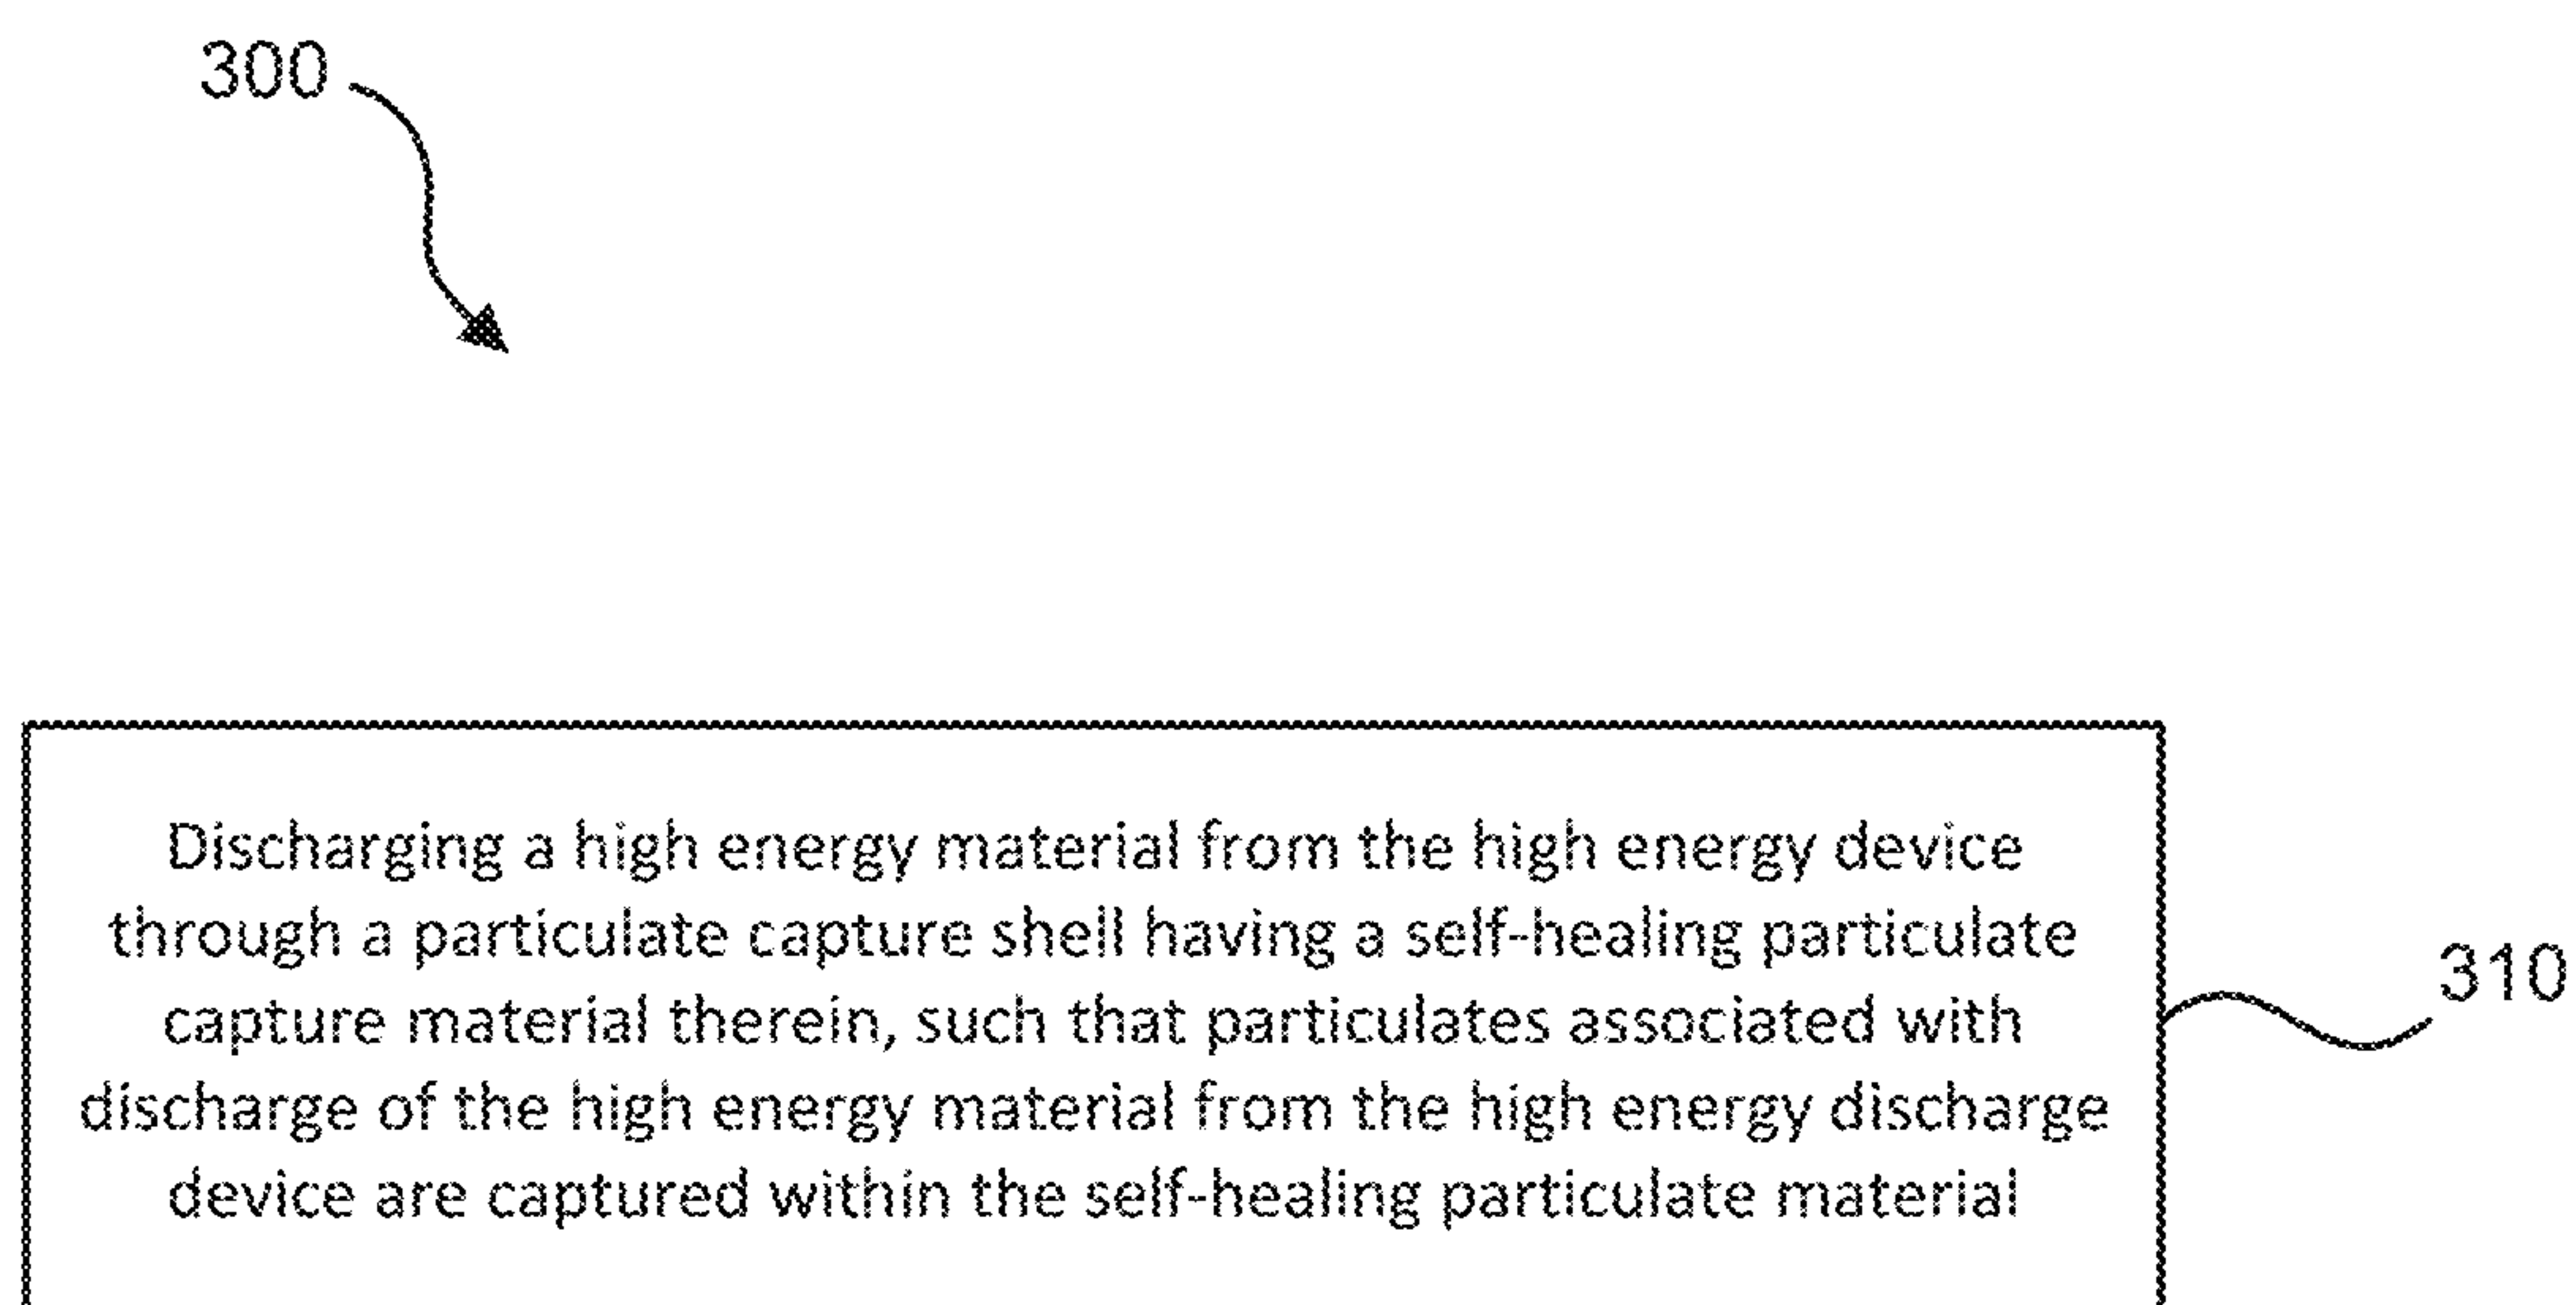 300
Discharging a high energy material from the high energy device
through a particulate capture shell having a self-healing particulate
capture material therein, such that particulates associated with
discharge of the high energy material from the high energy discharge
device are captured within the self-healing particulate material
310